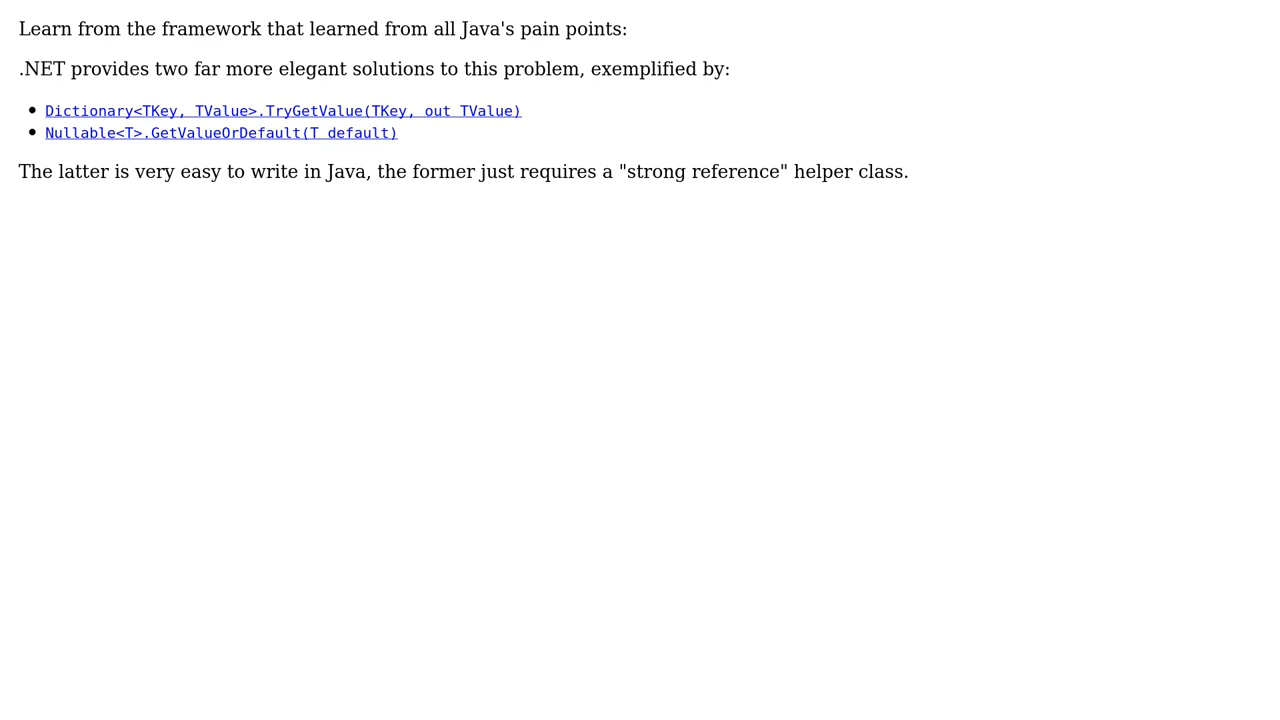 Learn from the framework that learned from all Java's pain points:
.NET provides two far more elegant solutions to this problem, exemplified by:
• Dictionary<TKey, TValue>.TryGetValue(TKey, out TValue)
• Nullable<T>.GetValueOrDefault(T default)
The latter is very easy to write in Java, the former just requires a "strong reference" helper class.